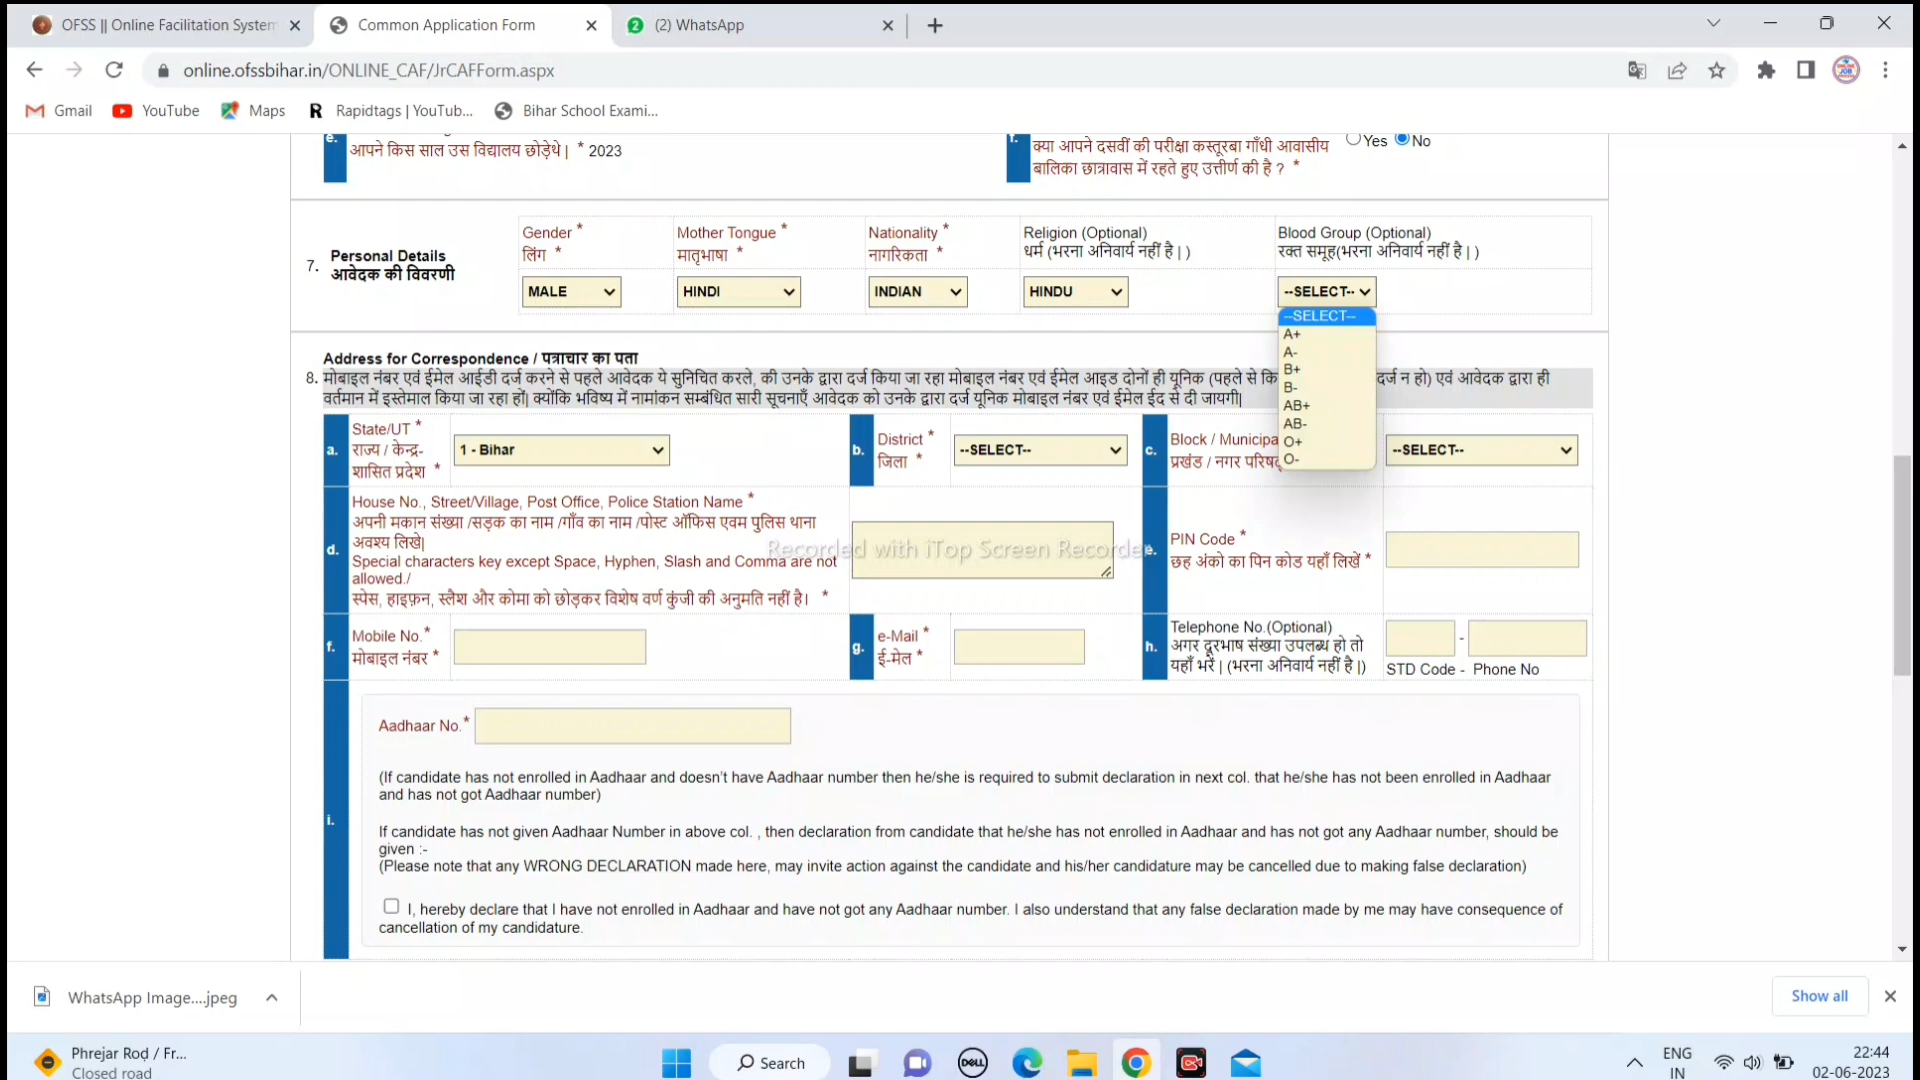 OFSS || Online Facilitation System
Common Application Form
(2) WhatsApp
online.ofssbihar.in/ONLINE_CAF/JrCAFForm.aspx
Gmail
YouTube
Maps
Rapidtags | YouTub...
Bihar School Exami...
e.
आपने किस साल उस विद्यालय छोड़ेथे | * 2023
f.
क्या आपने दसवीं की परीक्षा कस्तूरबा गाँधी आवासीय
बालिका छात्रावास में रहते हुए उत्तीर्ण की है ? *
Yes No
7.
Personal Details
आवेदक की विवरणी
Gender *
लिंग *
Mother Tongue *
मातृभाषा *
Nationality *
नागरिकता *
Religion (Optional)
धर्म (भरना अनिवार्य नहीं है | )
Blood Group (Optional)
रक्त समूह(भरना अनिवार्य नहीं है | )
MALE
HINDI
INDIAN
HINDU
--SELECT--
--SELECT--
A+
A-
B+
B-
AB+
AB-
O+
O-
Address for Correspondence / पत्राचार का पता
8. मोबाइल नंबर एवं ईमेल आईडी दर्ज करने से पहले आवेदक ये सुनिचित करले, की उनके द्वारा दर्ज किया जा रहा मोबाइल नंबर एवं ईमेल आइड दोनों ही यूनिक (पहले से कि दर्ज न हो) एवं आवेदक द्वारा ही
वर्तमान में इस्तेमाल किया जा रहा हों| क्योंकि भविष्य में नामांकन सम्बंधित सारी सूचनाएँ आवेदक को उनके द्वारा दर्ज यूनिक मोबाइल नंबर एवं ईमेल ईद से दी जायगी|
a.
State/UT *
राज्य / केन्द्र-
शासित प्रदेश *
1 - Bihar
b.
District *
जिला *
--SELECT--
c.
Block / Municipa
प्रखंड / नगर परिषद
--SELECT--
d.
House No., Street/Village, Post Office, Police Station Name *
अपनी मकान संख्या /सड़क का नाम /गाँव का नाम /पोस्ट ऑफिस एवम पुलिस थाना
अवश्य लिखे|
Special characters key except Space, Hyphen, Slash and Comma are not
allowed./
स्पेस, हाइफ़न, स्लैश और कोमा को छोड़कर विशेष वर्ण कुंजी की अनुमति नहीं है। *
Recorded with iTop Screen Recorder
e.
PIN Code *
छह अंको का पिन कोड यहाँ लिखें *
f.
Mobile No.*
मोबाइल नंबर *
g.
e-Mail *
ई-मेल *
h.
Telephone No.(Optional)
अगर दूरभाष संख्या उपलब्ध हो तो
यहाँ भरें | (भरना अनिवार्य नहीं है |)
-
STD Code - Phone No
i.
Aadhaar No.*
(If candidate has not enrolled in Aadhaar and doesn't have Aadhaar number then he/she is required to submit declaration in next col. that he/she has not been enrolled in Aadhaar
and has not got Aadhaar number)
If candidate has not given Aadhaar Number in above col. , then declaration from candidate that he/she has not enrolled in Aadhaar and has not got any Aadhaar number, should be
given :-
(Please note that any WRONG DECLARATION made here, may invite action against the candidate and his/her candidature may be cancelled due to making false declaration)
I, hereby declare that I have not enrolled in Aadhaar and have not got any Aadhaar number. I also understand that any false declaration made by me may have consequence of
cancellation of my candidature.
WhatsApp Image....jpeg
Show all
Phrejar Rod / Fr...
Closed road
Search
DELL
ENG
IN
22:44
02-06-2023